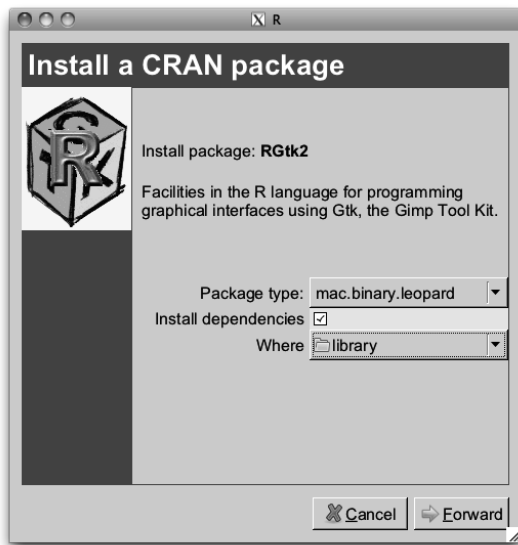 X R
Install a CRAN package
GTK
R
Install package: RGtk2
Facilities in the R language for programming
graphical interfaces using Gtk, the Gimp Tool Kit.
Package type: mac.binary.leopard
Install dependencies
Where library
Cancel Forward